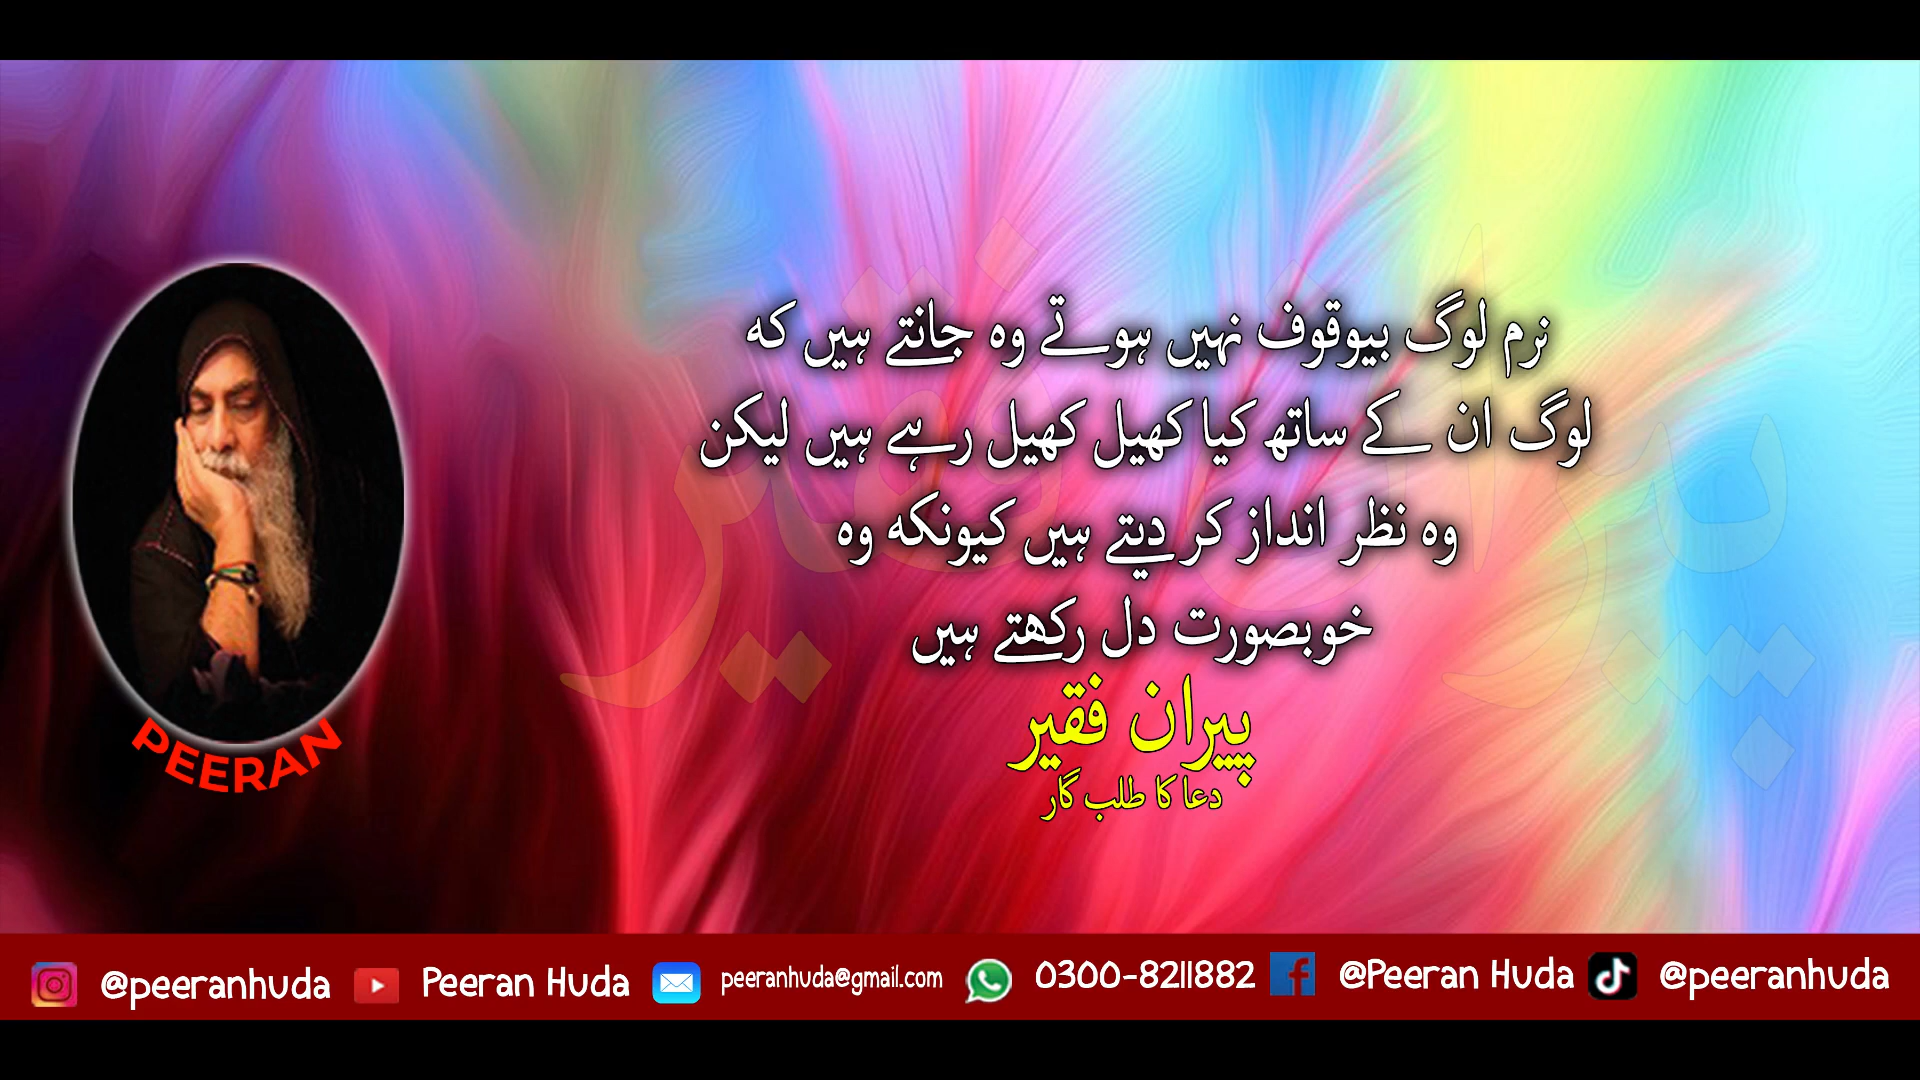 نرم لوگ بیوقوف نہیں ہوتے وہ جانتے ہیں کہ
لوگ ان کے ساتھ کیا کھیل کھیل رہے ہیں لیکن
وہ نظر انداز کر دیتے ہیں کیونکہ وہ
خوبصورت دل رکھتے ہیں
پیران فقیر
دعا کا طلب گار
پیران فقیر
PEERAN
@peeranhuda Peeran Huda peeranhuda@gmail.com 0300-8211882 @Peeran Huda @peeranhuda